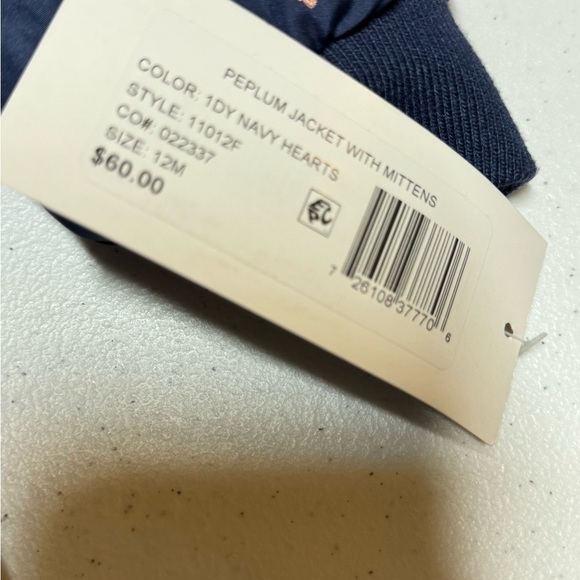 PEPLUM JACKET WITH MITTENS
COLOR: 1DY NAVY HEARTS
STYLE: 11012F
CO#: 022337
SIZE: 12M
$60.00
7 26108 37770 6